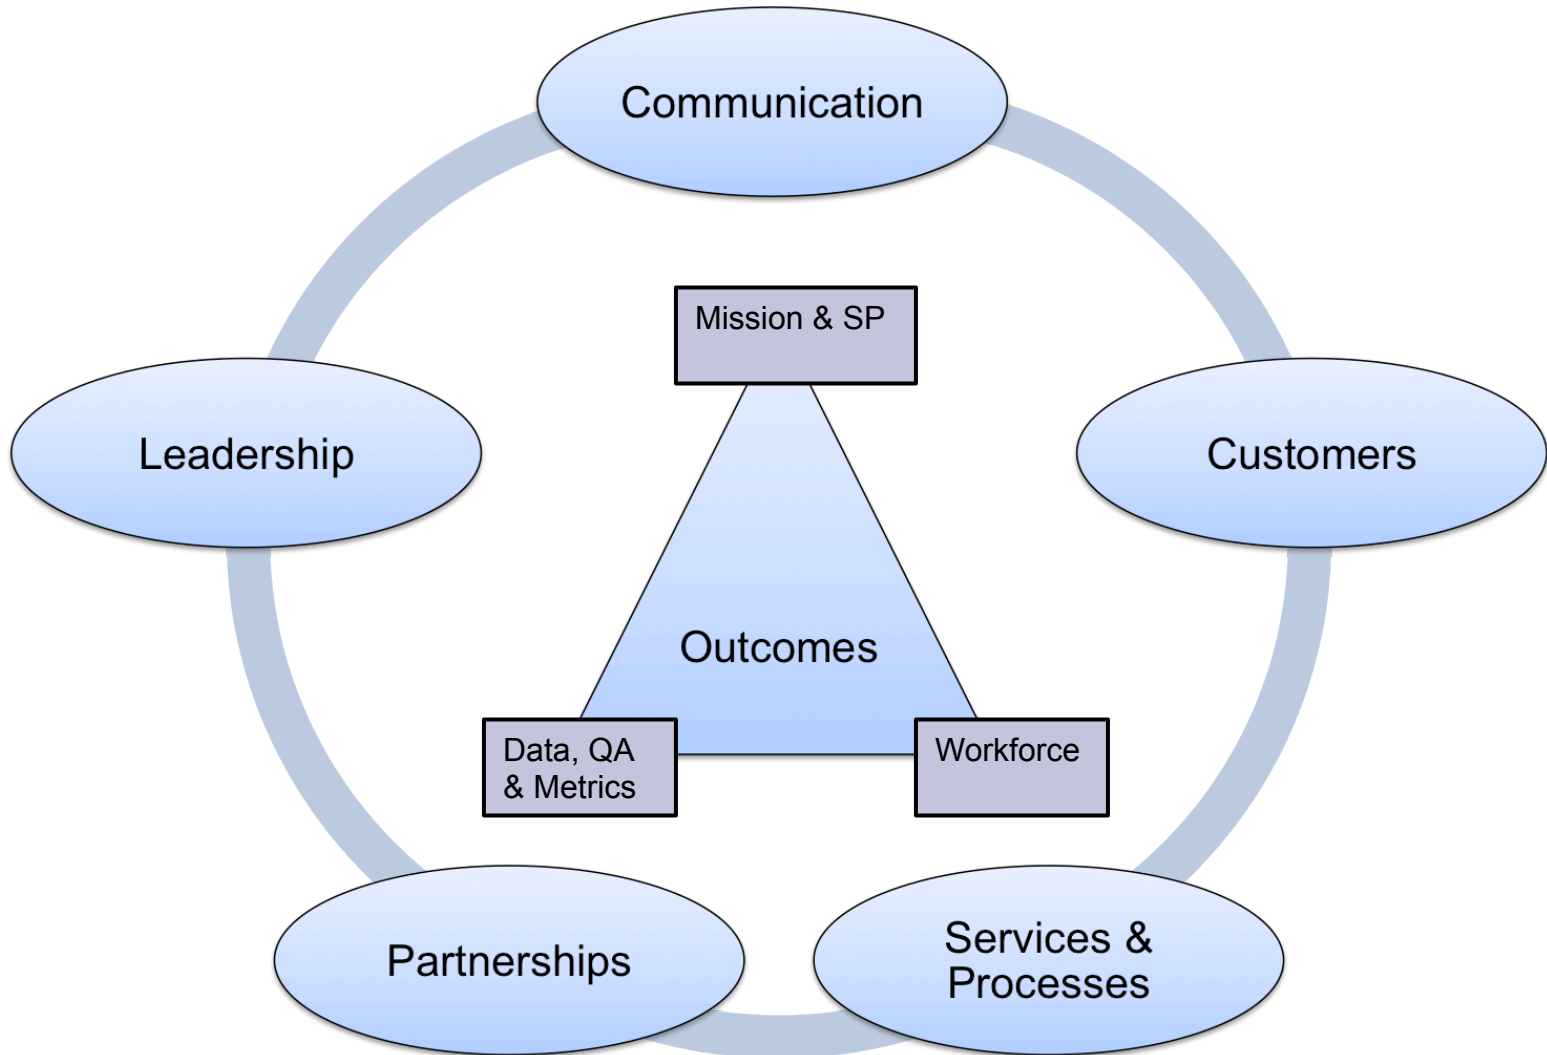 Communication
Mission & SP
Leadership
Customers
Outcomes
Data, QA
& Metrics
Workforce
Partnerships
Services &
Processes